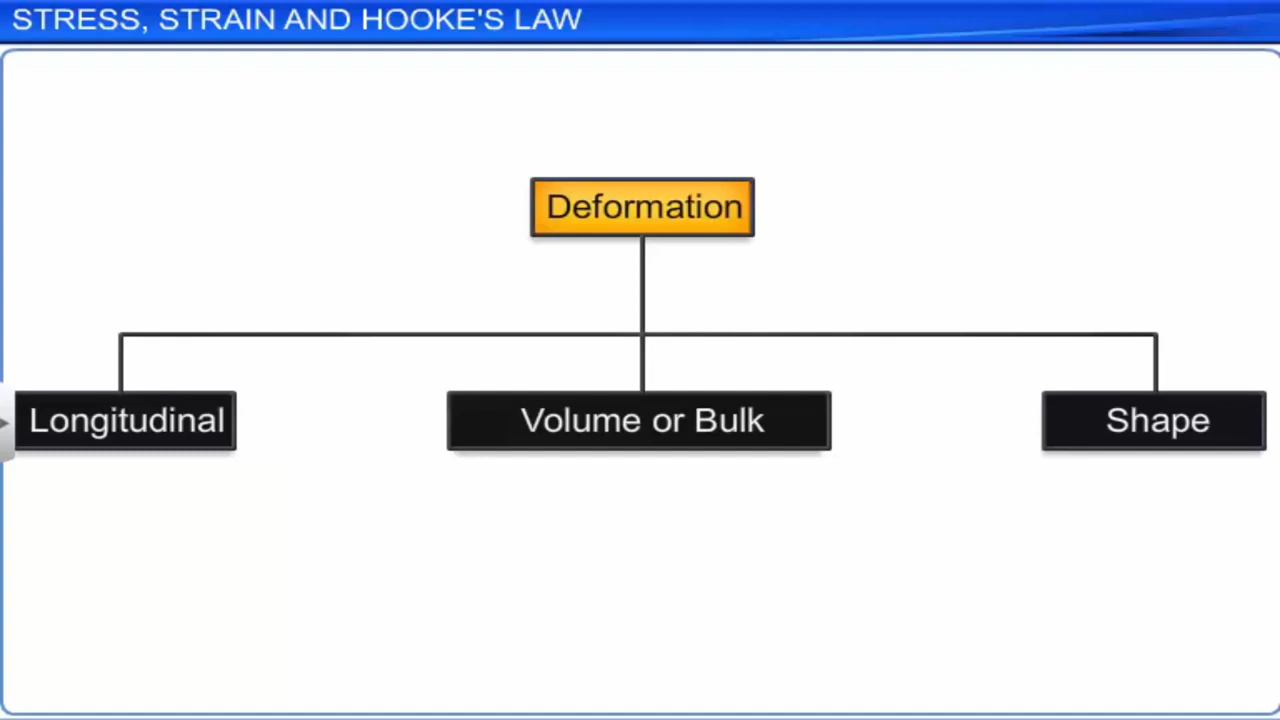 STRESS, STRAIN AND HOOKE'S LAW
Deformation
Longitudinal
Volume or Bulk
Shape